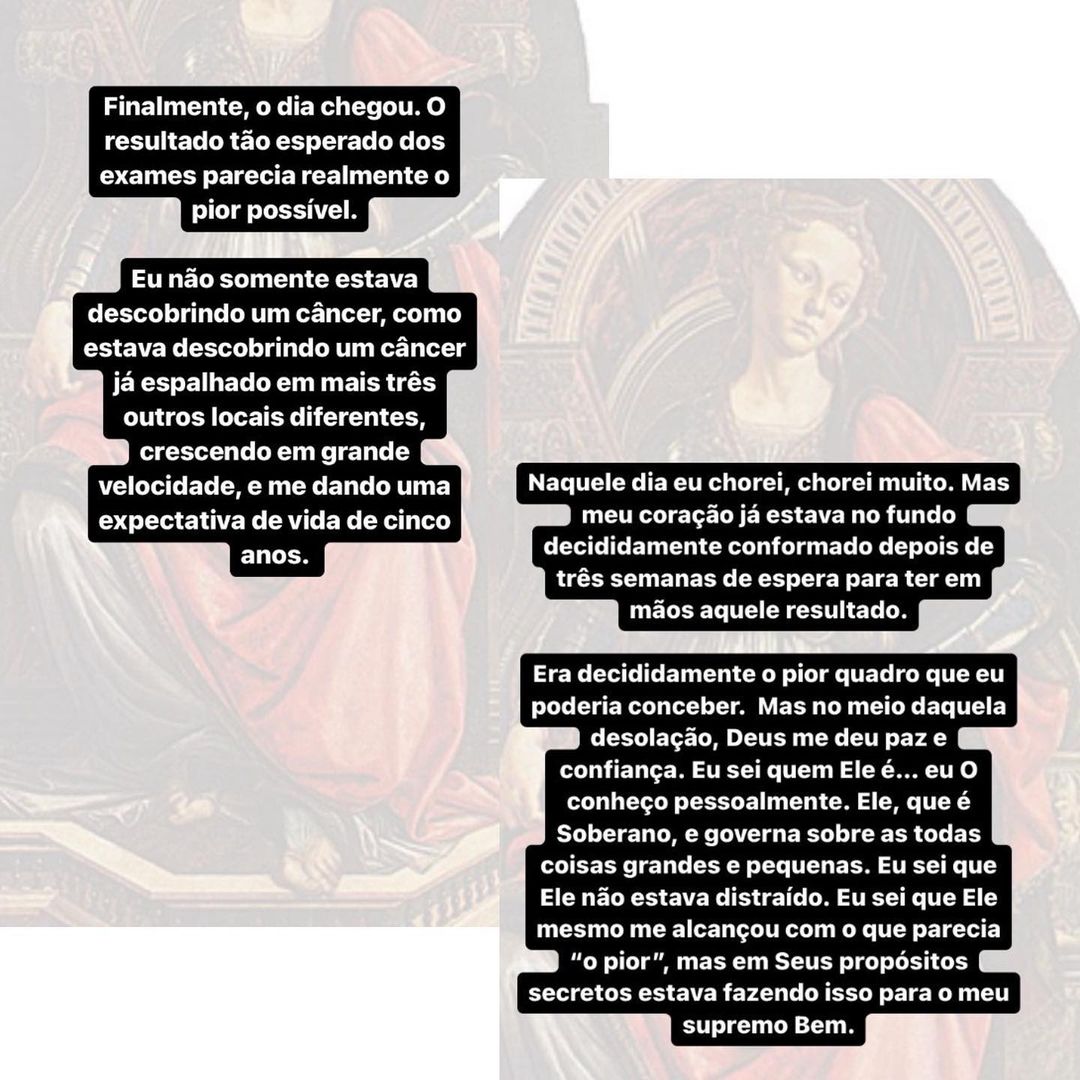 Finalmente, o dia chegou. O
resultado tão esperado dos
exames parecia realmente o
pior possível.
Eu não somente estava
descobrindo um câncer, como
estava descobrindo um câncer
já espalhado em mais três
outros locais diferentes,
crescendo em grande
velocidade, e me dando uma
expectativa de vida de cinco
anos.
Naquele dia eu chorei, chorei muito. Mas
meu coração já estava no fundo
decididamente conformado depois de
três semanas de espera para ter em
mãos aquele resultado.
Era decididamente o pior quadro que eu
poderia conceber. Mas no meio daquela
desolação, Deus me deu paz e
confiança. Eu sei quem Ele é... eu O
conheço pessoalmente. Ele, que é
Soberano, e governa sobre as todas
coisas grandes e pequenas. Eu sei que
Ele não estava distraído. Eu sei que Ele
mesmo me alcançou com o que parecia
“o pior”, mas em Seus propósitos
secretos estava fazendo isso para o meu
supremo Bem.